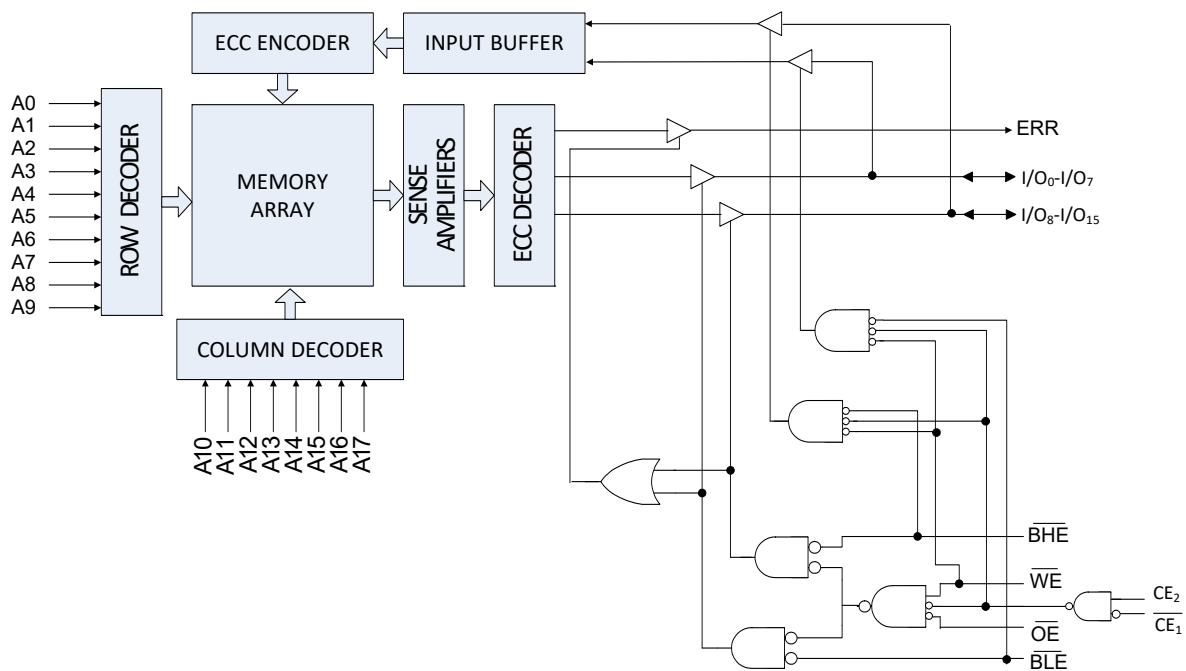 ECC ENCODER
INPUT BUFFER
A0
A1
A2
A3
A4
A5
A6
A7
A8
A9
ROW DECODER
MEMORY
ARRAY
SENSE
AMPLIFIERS
ECC DECODER
ERR
I/O0-I/O7
I/O8-I/O15
COLUMN DECODER
A10
A11
A12
A13
A14
A15
A16
A17
BHE
WE
CE2
CE1
OE
BLE